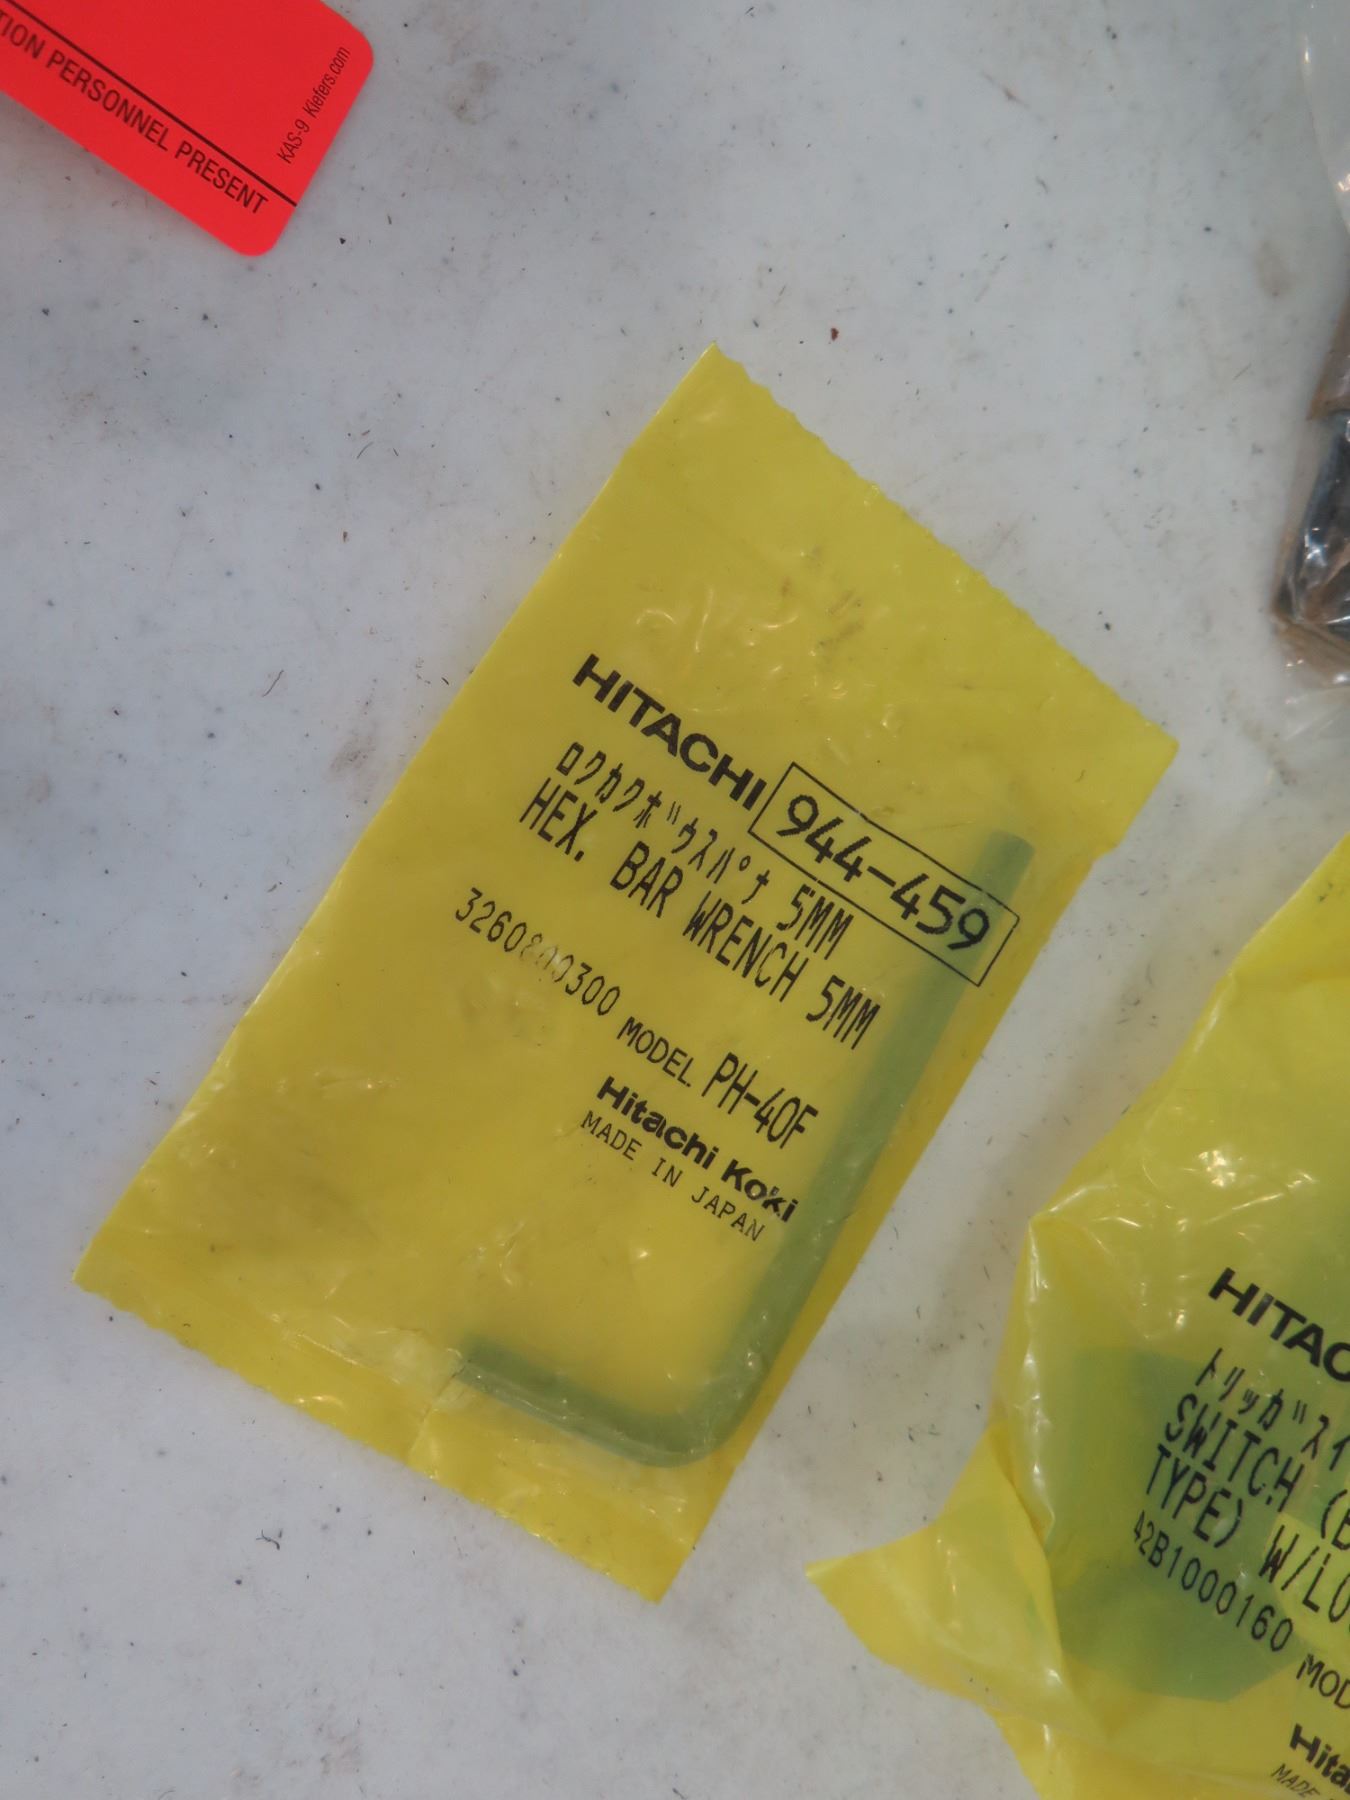 TION PERSONNEL PRESENT
KAS-9 Kiefers.com
HITACHI 944-459
ロクカクボウスパナ 5MM
HEX. BAR WRENCH 5MM
3260800300 MODEL PH-40F
Hitachi Koki
MADE IN JAPAN
HITAC
トリッガスイ
SWITCH (B
TYPE) W/LO
42B1000160 MOD
Hita
MADE